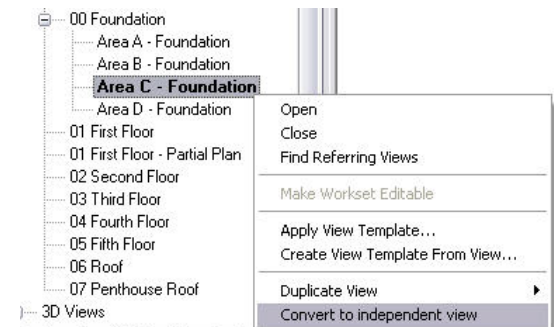 00 Foundation
Area A - Foundation
Area B - Foundation
Area C - Foundation
Area D - Foundation
01 First Floor
01 First Floor - Partial Plan
02 Second Floor
03 Third Floor
04 Fourth Floor
05 Fifth Floor
06 Roof
07 Penthouse Roof
3D Views
Open
Close
Find Referring Views
Make Workset Editable
Apply View Template...
Create View Template From View...
Duplicate View
Convert to independent view